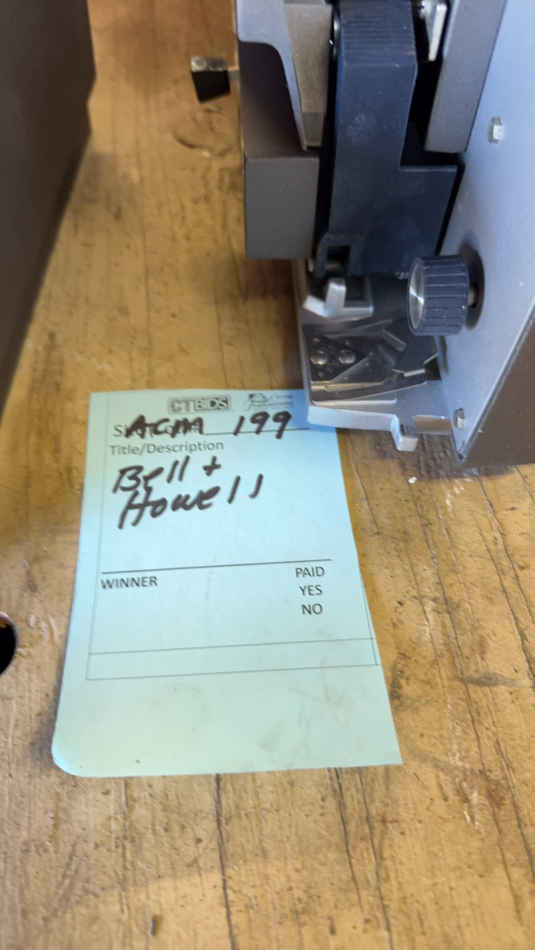 CTBIDS
ACM 199
Title/Description
Bell +
Howell
WINNER
PAID
YES
NO